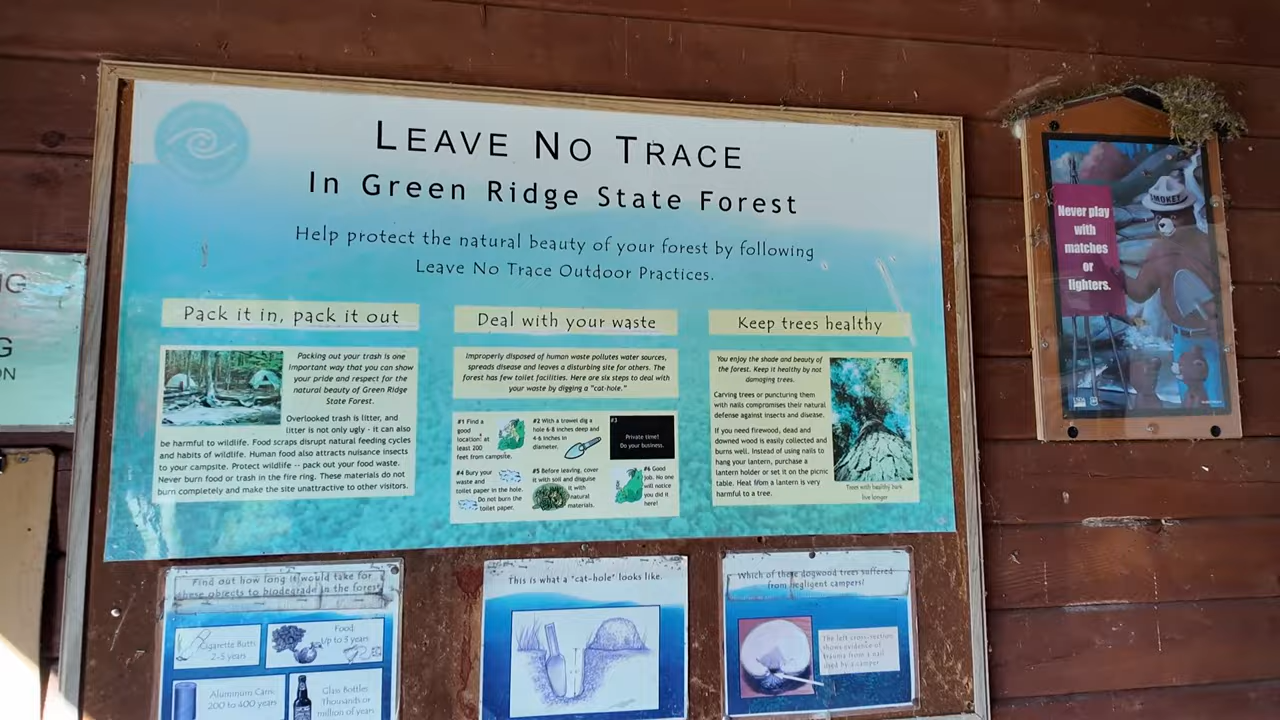 NG
G
ON
LEAVE NO TRACE
In Green Ridge State Forest
Help protect the natural beauty of your forest by following
Leave No Trace Outdoor Practices.
Pack it in, pack it out
Packing out your trash is one
important way that you can show
your pride and respect for the
natural beauty of Green Ridge
State Forest.
Overlooked trash is litter, and
litter is not only ugly - it can also
be harmful to wildlife. Food scraps disrupt natural feeding cycles
and habits of wildlife. Human food also attracts nuisance insects
to your campsite. Protect wildlife -- pack out your food waste.
Never burn food or trash in the fire ring. These materials do not
burn completely and make the site unattractive to other visitors.
Deal with your waste
Improperly disposed of human waste pollutes water sources,
spreads disease and leaves a disturbing site for others. The
forest has few toilet facilities. Here are six steps to deal with
your waste by digging a "cat-hole."
#1 Find a
good
location: at
least 200
feet from campsite.
#2 With a trowel dig a
hole 6-8 inches deep and
4-6 inches in
diameter.
#3
Private time!
Do your business.
#4 Bury your
waste and
toilet paper in the hole.
Do not burn the
toilet paper.
#5 Before leaving, cover
it with soil and disguise
it with
natural
materials.
#6 Good
job. No one
will notice
you did it
here!
Keep trees healthy
You enjoy the shade and beauty of
the forest. Keep it healthy by not
damaging trees.
Carving trees or puncturing them
with nails compromises their natural
defense against insects and disease.
If you need firewood, dead and
downed wood is easily collected and
burns well. Instead of using nails to
hang your lantern, purchase a
lantern holder or set it on the picnic
table. Heat from a lantern is very
harmful to a tree.
Trees with healthy bark
live longer
SMOKEY
Never play
with
matches
or
lighters.
Find out how long it would take for
these objects to biodegrade in the forest
Cigarette Butts
2-5 years
Food:
Up to 3 years
Aluminum Cans
200 to 400 years
Glass Bottles
Thousands or
million of years
This is what a "cat-hole" looks like.
Which of these dogwood trees suffered
from negligent campers?
The left cross-section
shows evidence of
trauma from a nail
used by a camper